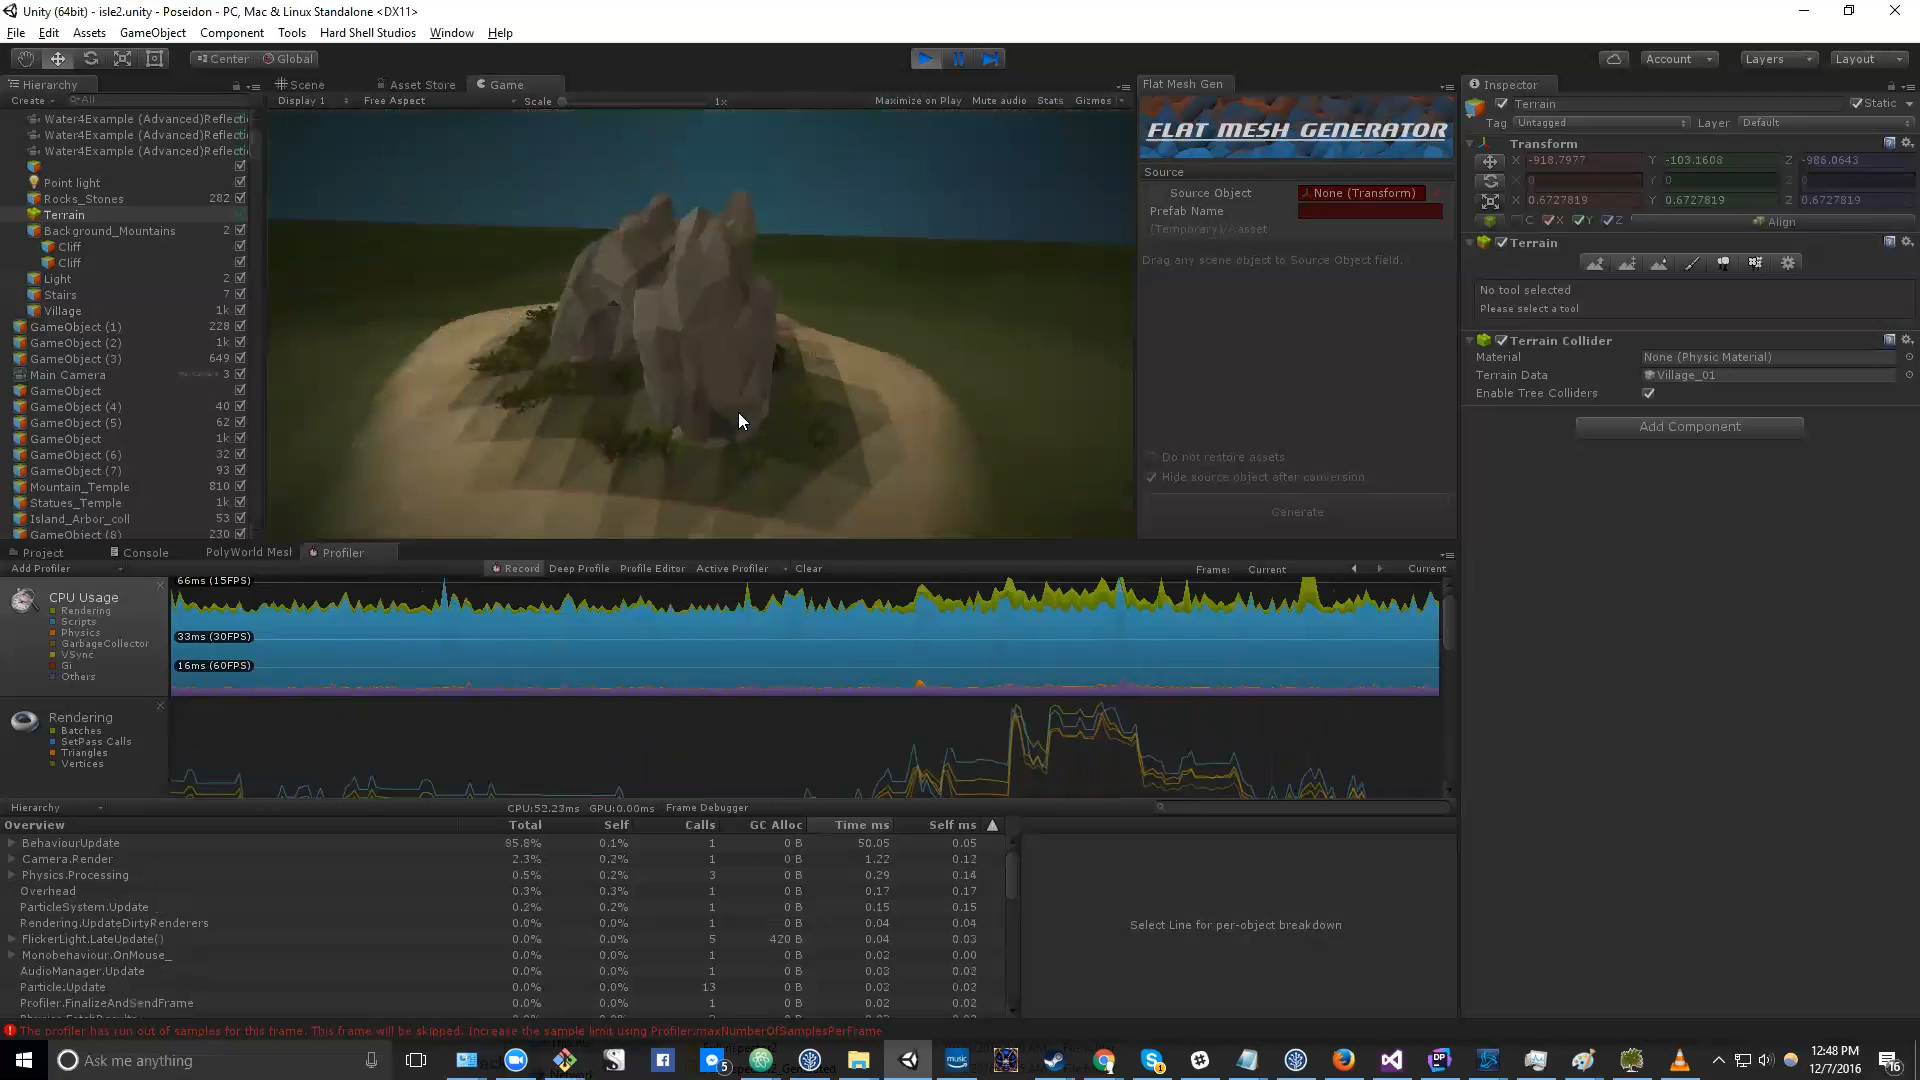 Unity (64bit) - isle2.unity - Poseidon - PC, Mac & Linux Standalone <DX11>
File Edit Assets GameObject Component Tools Hard Shell Studios Window Help
Center Global Account Layers Layout
Hierarchy
Create All
Water4Example (Advanced)Reflecti
Water4Example (Advanced)Reflecti
Water4Example (Advanced)Reflecti
Point light
Rocks_Stones 282
Terrain
Background_Mountains 2
Cliff
Cliff
Light 2
Stairs 7
Village 1k
GameObject (1) 228
GameObject (2) 1k
GameObject (3) 649
Main Camera 3
GameObject
GameObject (4) 40
GameObject (5) 62
GameObject 1k
GameObject (6) 32
GameObject (7) 93
Mountain_Temple 810
Statues_Temple 1k
Island_Arbor_coll 53
GameObject (8) 230
Scene Asset Store Game
Display 1 Free Aspect Scale 1x Maximize on Play Mute audio Stats Gizmos
Flat Mesh Gen
FLAT MESH GENERATOR
Source
Source Object None (Transform)
Prefab Name
(Temporary)/Asset
Drag any scene object to Source Object field.
Do not restore assets
Hide source object after conversion
Generate
Inspector
Terrain Static
Tag Untagged Layer Default
Transform
X -918.7977 Y -103.1608 Z -986.0643
X 0 Y 0 Z 0
X 0.6727819 Y 0.6727819 Z 0.6727819
C X Y Z Align
Terrain
No tool selected
Please select a tool
Terrain Collider
Material None (Physic Material)
Terrain Data Village_01
Enable Tree Colliders
Add Component
Project Console PolyWorld Mesh Profiler
Add Profiler Record Deep Profile Profile Editor Active Profiler Clear Frame: Current Current
CPU Usage
Rendering
Scripts
Physics
GarbageCollector
VSync
Gi
Others
66ms (15FPS)
33ms (30FPS)
16ms (60FPS)
Rendering
Batches
SetPass Calls
Triangles
Vertices
Hierarchy CPU:52.23ms GPU:0.00ms Frame Debugger
Overview Total Self Calls GC Alloc Time ms Self ms
BehaviourUpdate 95.8% 0.1% 1 0 B 50.05 0.05
Camera.Render 2.3% 0.2% 1 0 B 1.22 0.12
Physics.Processing 0.5% 0.2% 3 0 B 0.29 0.14
Overhead 0.3% 0.3% 1 0 B 0.17 0.17
ParticleSystem.Update 0.2% 0.2% 1 0 B 0.15 0.15
Rendering.UpdateDirtyRenderers 0.0% 0.0% 1 0 B 0.04 0.04
FlickerLight.LateUpdate() 0.0% 0.0% 5 420 B 0.04 0.03
Monobehaviour.OnMouse_ 0.0% 0.0% 1 0 B 0.02 0.00
AudioManager.Update 0.0% 0.0% 1 0 B 0.03 0.03
Particle.Update 0.0% 0.0% 13 0 B 0.02 0.02
Profiler.FinalizeAndSendFrame 0.0% 0.0% 1 0 B 0.02 0.02
Select Line for per-object breakdown
The profiler has run out of samples for this frame. This frame will be skipped. Increase the sample limit using Profiler.maxNumberOfSamplesPerFrame
Ask me anything
music
5
1
12:48 PM
12/7/2016
16